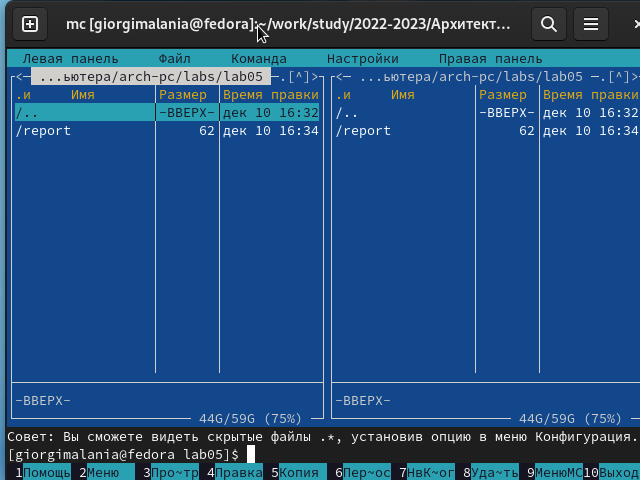 mc [giorgimalania@fedora]:~/work/study/2022-2023/Архитект...
Левая панель Файл Команда Настройки Правая панель
<─ ...ьютера/arch-pc/labs/lab05 ─.[^]> <─ ...ьютера/arch-pc/labs/lab05 ─.[^]>
.и Имя Размер Время правки .и Имя Размер Время правки
/.. -ВВЕРХ- дек 10 16:32 /.. -ВВЕРХ- дек 10 16:32
/report 62 дек 10 16:34 /report 62 дек 10 16:34
-ВВЕРХ- -ВВЕРХ-
44G/59G (75%) 44G/59G (75%)
Совет: Вы сможете видеть скрытые файлы .*, установив опцию в меню Конфигурация.
[giorgimalania@fedora lab05]$
1Помощь 2Меню 3Про~тр 4Правка 5Копия 6Пер~ос 7НвК~ог 8Уда~ть 9МенюМС 10Выход